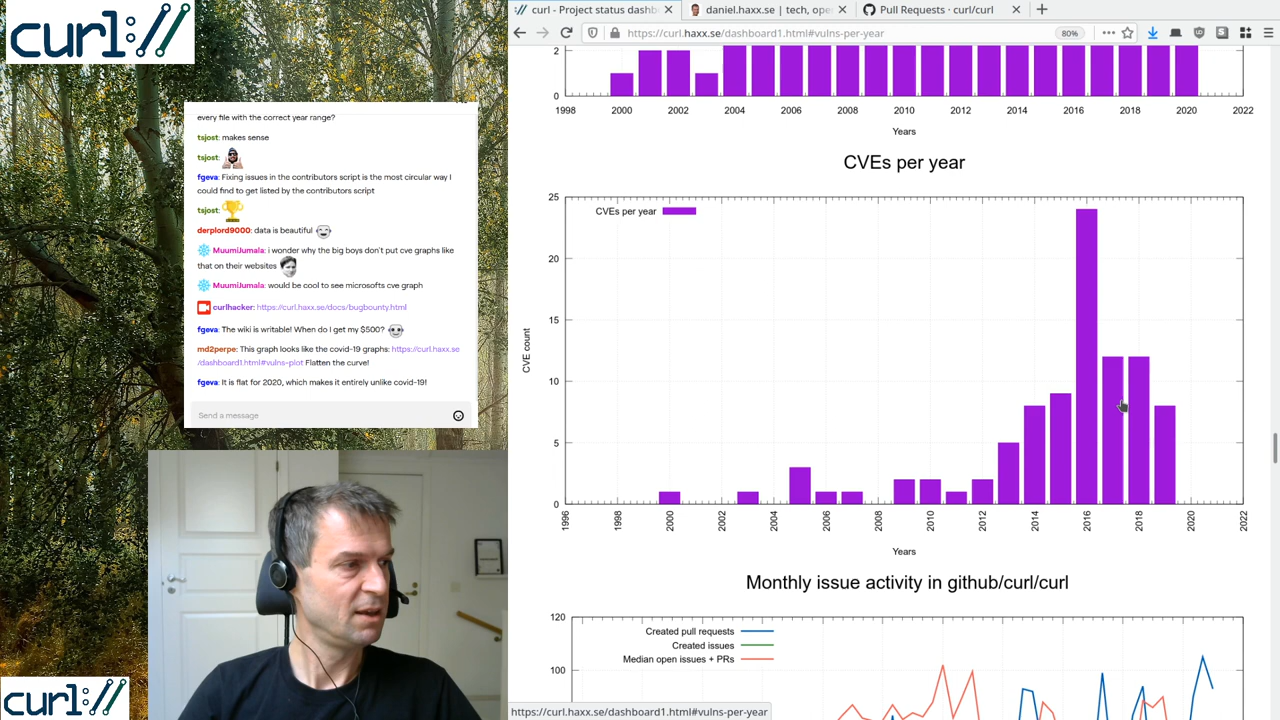 curl://
every file with the correct year range?
tsjost: makes sense
tsjost:
fgeva: Fixing issues in the contributors script is the most circular way I
could find to get listed by the contributors script
tsjost:
derplord9000: data is beautiful
MuumiJumala: i wonder why the big boys don't put cve graphs like
that on their websites
MuumiJumala: would be cool to see microsofts cve graph
curlhacker: https://curl.haxx.se/docs/bugbounty.html
fgeva: The wiki is writable! When do I get my $500?
md2perpe: This graph looks like the covid-19 graphs: https://curl.haxx.se
/dashboard1.html#vulns-plot Flatten the curve!
fgeva: It is flat for 2020, which makes it entirely unlike covid-19!
Send a message
curl://
curl - Project status dashb
daniel.haxx.se | tech, ope
Pull Requests · curl/curl
https://curl.haxx.se/dashboard1.html#vulns-per-year
80%
2
0
1998 2000 2002 2004 2006 2008 2010 2012 2014 2016 2018 2020 2022
Years
CVEs per year
CVEs per year
CVE count
25
20
15
10
5
0
1996 1998 2000 2002 2004 2006 2008 2010 2012 2014 2016 2018 2020 2022
Years
Monthly issue activity in github/curl/curl
120
Created pull requests
Created issues
Median open issues + PRs
100
https://curl.haxx.se/dashboard1.html#vulns-per-year